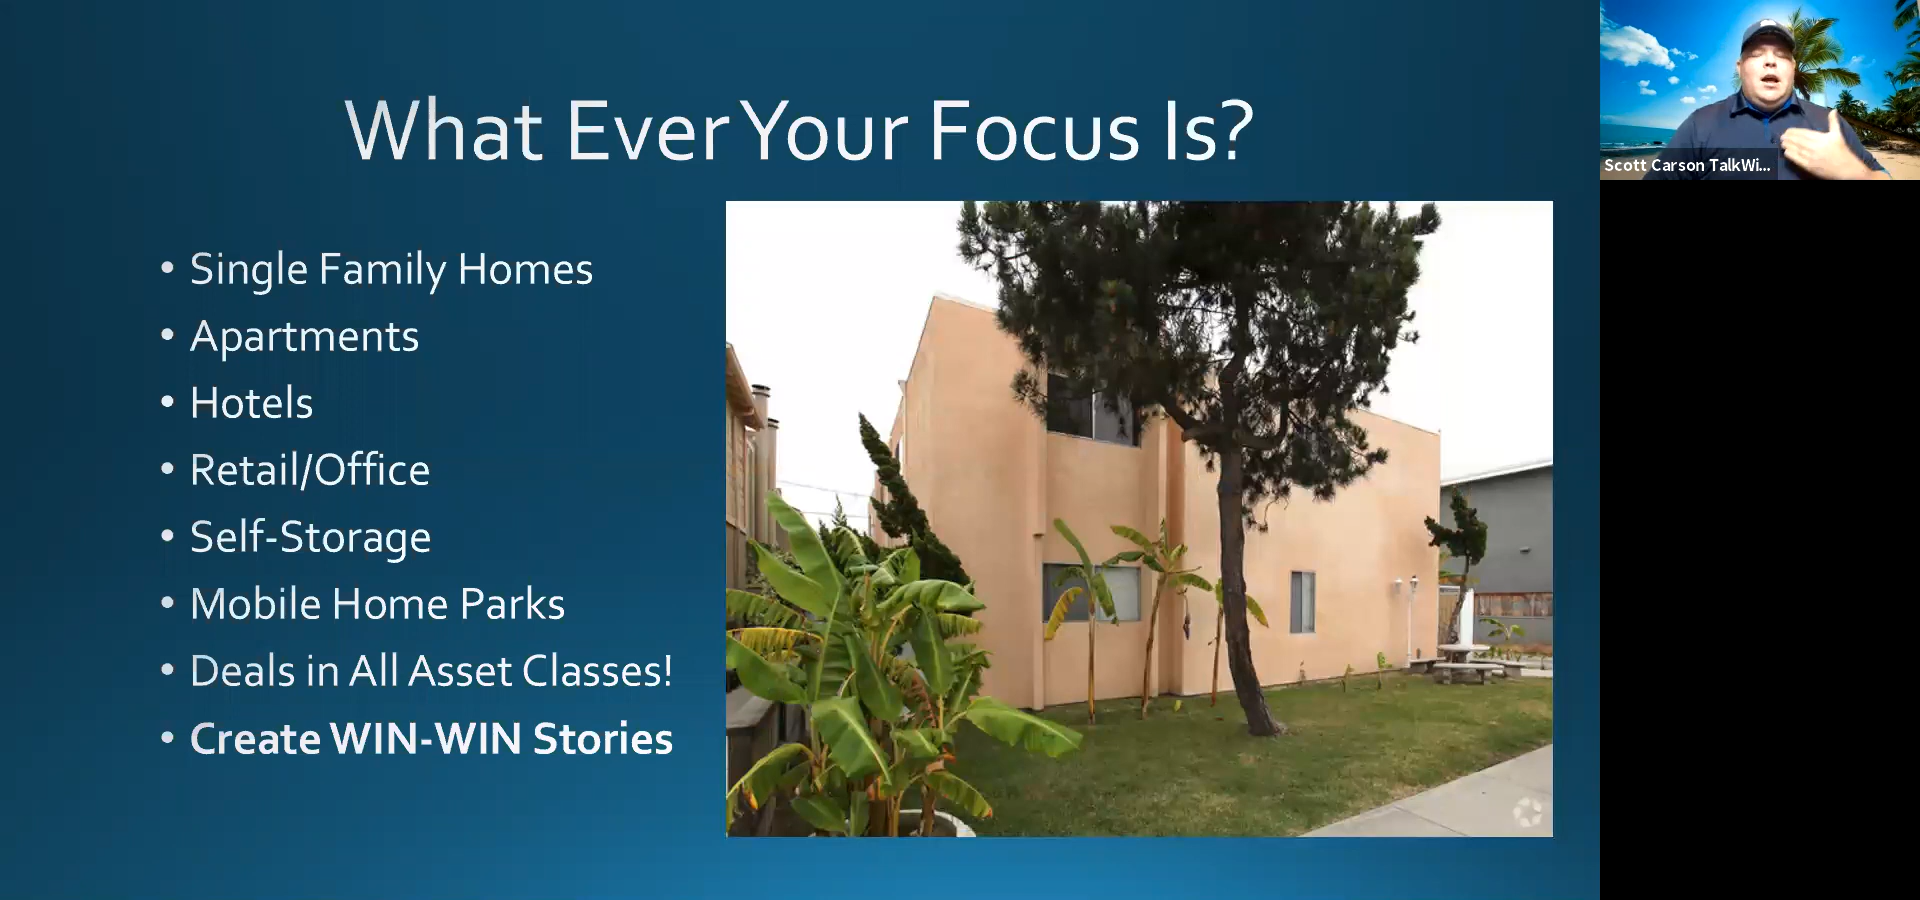 What Ever Your Focus Is?
• Single Family Homes
• Apartments
• Hotels
• Retail/Office
• Self-Storage
• Mobile Home Parks
• Deals in All Asset Classes!
• Create WIN-WIN Stories
Scott Carson TalkWi...